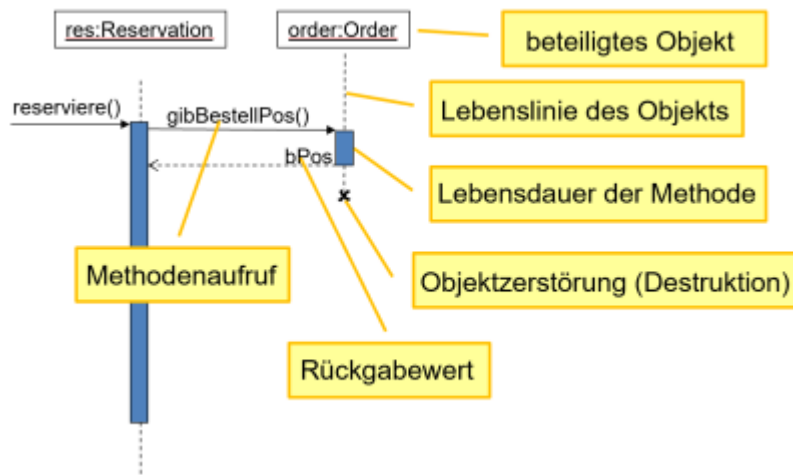 res:Reservation
order:Order
beteiligtes Objekt
reserviere()
gibBestellPos()
Lebenslinie des Objekts
bPos
Lebensdauer der Methode
Methodenaufruf
Objektzerstörung (Destruktion)
Rückgabewert